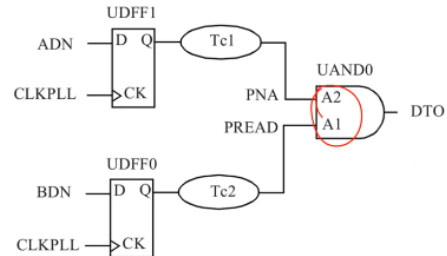 UDFF1
ADN D Q Tc1
UAND0
CLKPLL CK PNA A2
DTO
PREAD A1
UDFF0
BDN D Q Tc2
CLKPLL CK